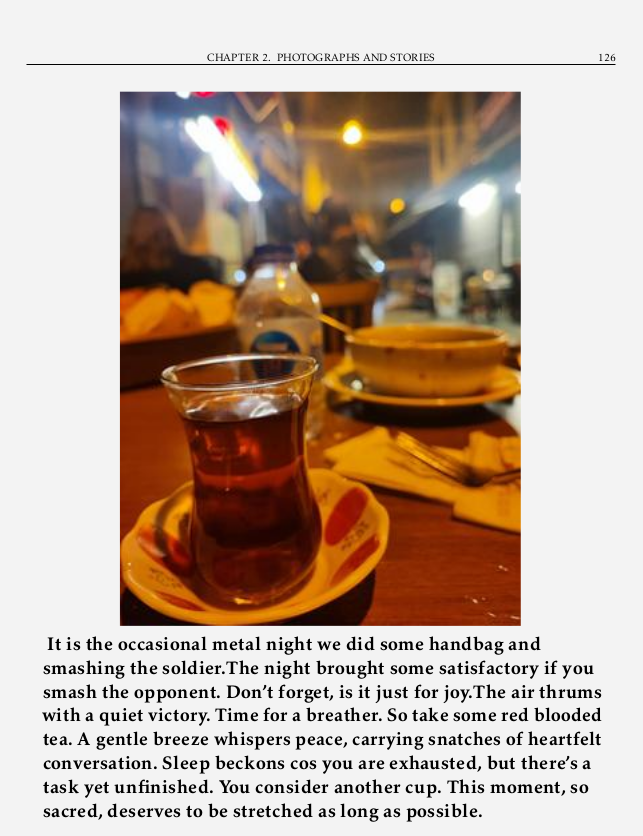 CHAPTER 2. PHOTOGRAPHS AND STORIES 126
It is the occasional metal night we did some handbag and
smashing the soldier.The night brought some satisfactory if you
smash the opponent. Don't forget, is it just for joy.The air thrums
with a quiet victory. Time for a breather. So take some red blooded
tea. A gentle breeze whispers peace, carrying snatches of heartfelt
conversation. Sleep beckons cos you are exhausted, but there's a
task yet unfinished. You consider another cup. This moment, so
sacred, deserves to be stretched as long as possible.